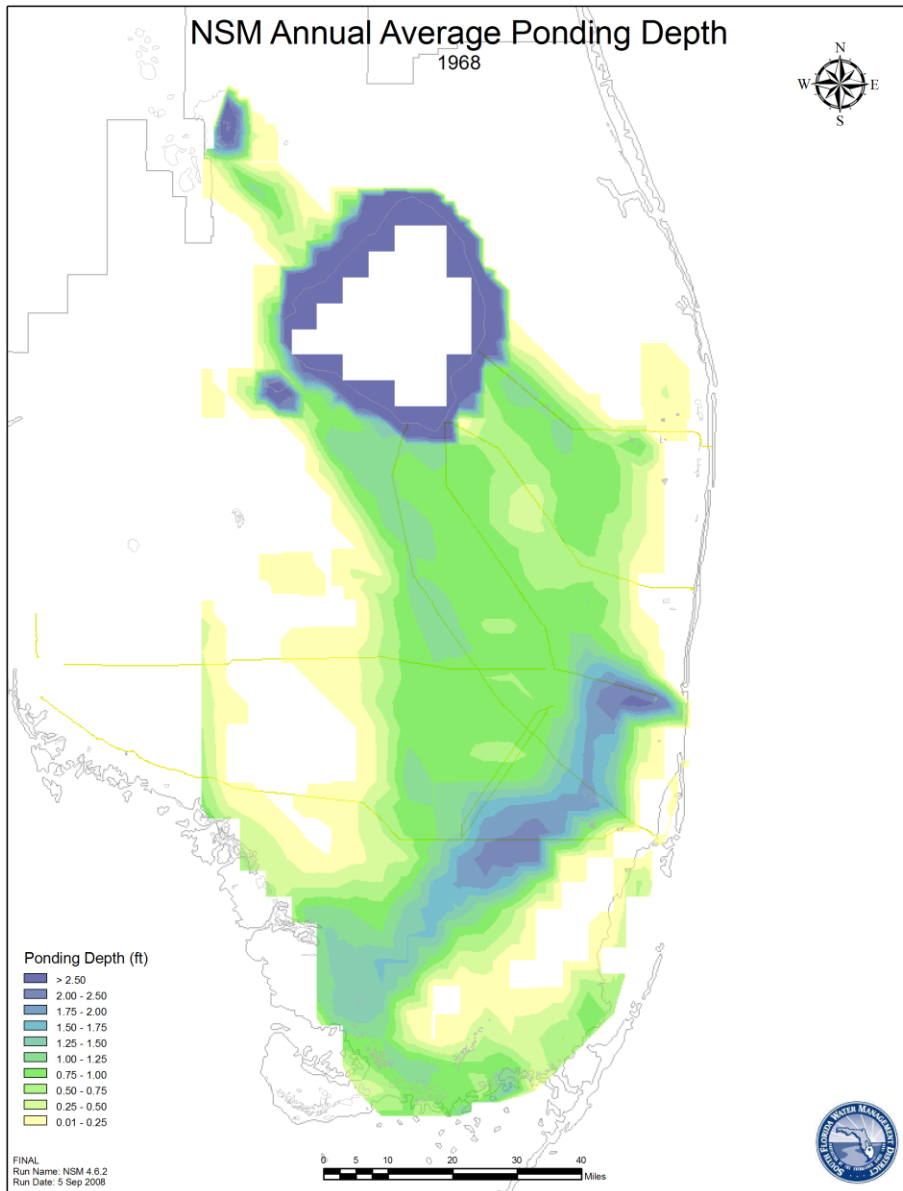 NSM Annual Average Ponding Depth
1968
N
W
E
S
Ponding Depth (ft)
> 2.50
2.00 - 2.50
1.75 - 2.00
1.50 - 1.75
1.25 - 1.50
1.00 - 1.25
0.75 - 1.00
0.50 - 0.75
0.25 - 0.50
0.01 - 0.25
FINAL
Run Name: NSM 4.6.2
Run Date: 5 Sep 2008
0 5 10 20 30 40
Miles
SOUTH FLORIDA WATER MANAGEMENT DISTRICT